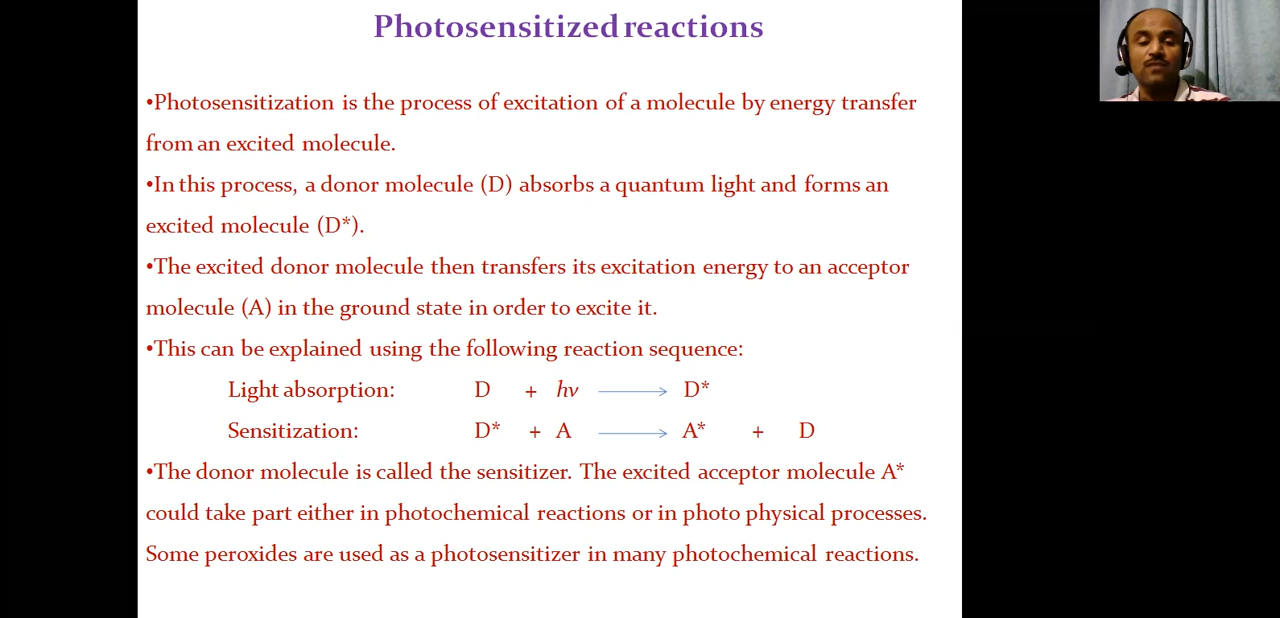 Photosensitized reactions
•Photosensitization is the process of excitation of a molecule by energy transfer
from an excited molecule.
•In this process, a donor molecule (D) absorbs a quantum light and forms an
excited molecule (D*).
•The excited donor molecule then transfers its excitation energy to an acceptor
molecule (A) in the ground state in order to excite it.
•This can be explained using the following reaction sequence:
Light absorption: D + hν ⟶ D*
Sensitization: D* + A ⟶ A* + D
•The donor molecule is called the sensitizer. The excited acceptor molecule A*
could take part either in photochemical reactions or in photo physical processes.
Some peroxides are used as a photosensitizer in many photochemical reactions.